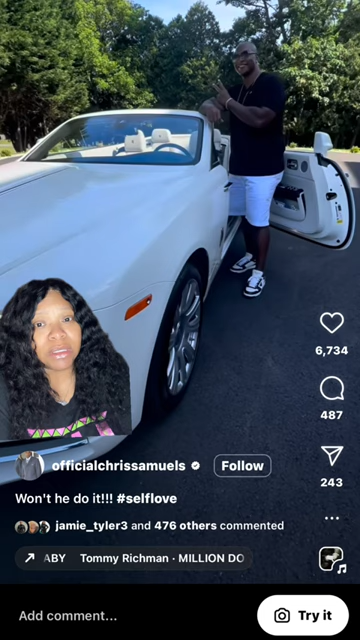 6,734
487
243
officialchrissamuels
Follow
Won't he do it!!! #selflove
jamie_tyler3 and 476 others commented
ABY Tommy Richman · MILLION DO
Add comment...
Try it